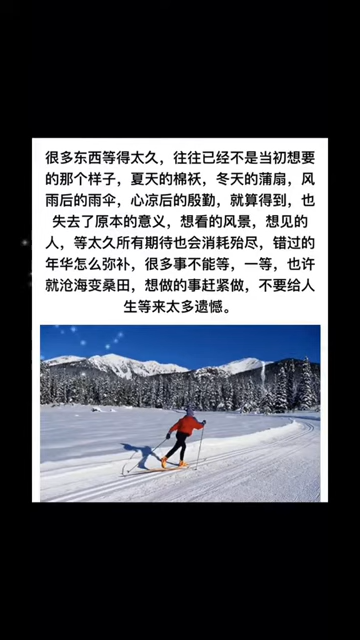 很多东西等得太久，往往已经不是当初想要
的那个样子，夏天的棉袄，冬天的蒲扇，风
雨后的雨伞，心凉后的殷勤，就算得到，也
失去了原本的意义，想看的风景，想见的
人，等太久所有期待也会消耗殆尽，错过的
年华怎么弥补，很多事不能等，一等，也许
就沧海变桑田，想做的事赶紧做，不要给人
生等来太多遗憾。